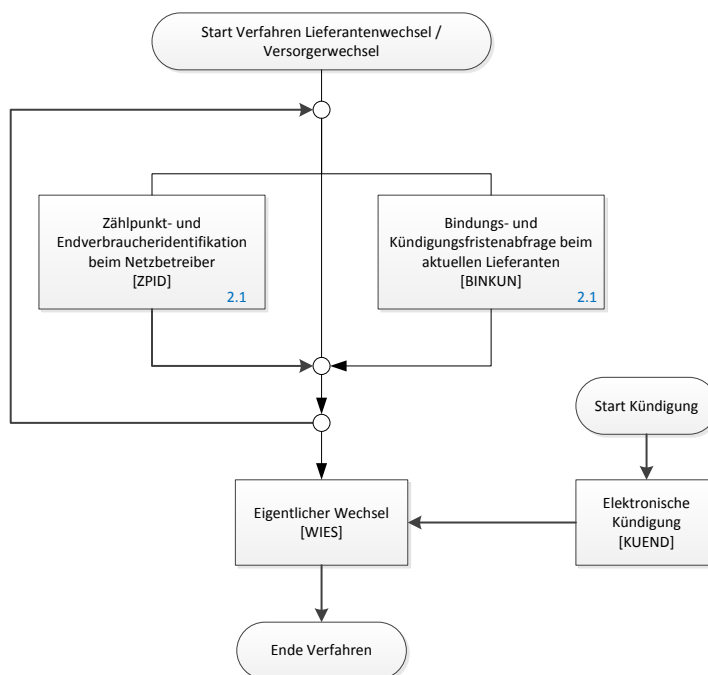 Start Verfahren Lieferantenwechsel /
Versorgerwechsel
Zählpunkt- und
Endverbraucheridentifikation
beim Netzbetreiber
[ZPID]
2.1
Bindungs- und
Kündigungsfristenabfrage beim
aktuellen Lieferanten
[BINKUN]
2.1
Start Kündigung
Eigentlicher Wechsel
[WIES]
Elektronische
Kündigung
[KUEND]
Ende Verfahren